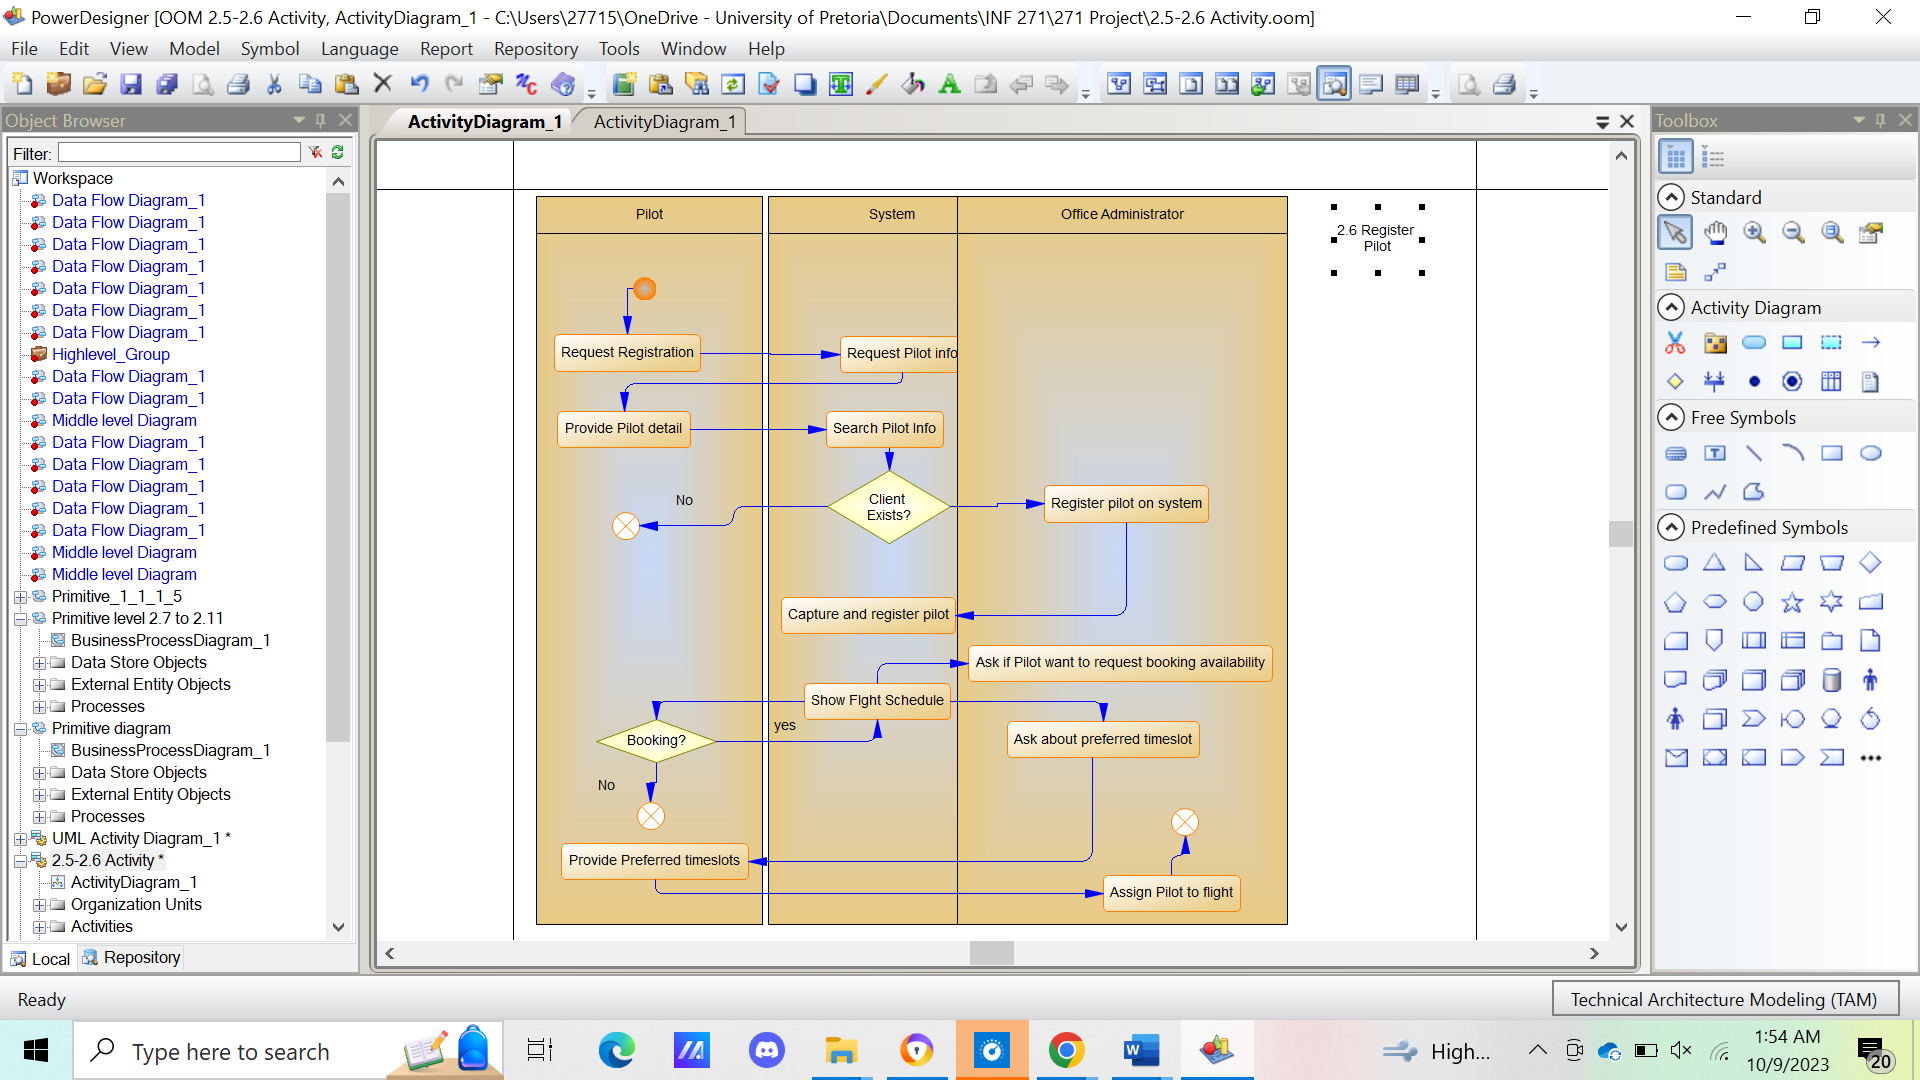 PowerDesigner [OOM 2.5-2.6 Activity, ActivityDiagram_1 - C:\Users\27715\OneDrive - University of Pretoria\Documents\INF 271\271 Project\2.5-2.6 Activity.oom]
File Edit View Model Symbol Language Report Repository Tools Window Help
Object Browser
Filter:
Workspace
Data Flow Diagram_1
Data Flow Diagram_1
Data Flow Diagram_1
Data Flow Diagram_1
Data Flow Diagram_1
Data Flow Diagram_1
Data Flow Diagram_1
Highlevel_Group
Data Flow Diagram_1
Data Flow Diagram_1
Middle level Diagram
Data Flow Diagram_1
Data Flow Diagram_1
Data Flow Diagram_1
Data Flow Diagram_1
Data Flow Diagram_1
Middle level Diagram
Middle level Diagram
Primitive_1_1_1_5
Primitive level 2.7 to 2.11
BusinessProcessDiagram_1
Data Store Objects
External Entity Objects
Processes
Primitive diagram
BusinessProcessDiagram_1
Data Store Objects
External Entity Objects
Processes
UML Activity Diagram_1 *
2.5-2.6 Activity *
ActivityDiagram_1
Organization Units
Activities
Local Repository
ActivityDiagram_1 ActivityDiagram_1
Pilot System Office Administrator
2.6 Register
Pilot
Request Registration Request Pilot info
Provide Pilot detail Search Pilot Info
No
Client
Exists?
Register pilot on system
Capture and register pilot
Ask if Pilot want to request booking availability
Show Flght Schedule
yes
Booking?
Ask about preferred timeslot
No
Provide Preferred timeslots
Assign Pilot to flight
Toolbox
Standard
Activity Diagram
Free Symbols
Predefined Symbols
Ready
Technical Architecture Modeling (TAM)
Type here to search
High...
1:54 AM
10/9/2023
20